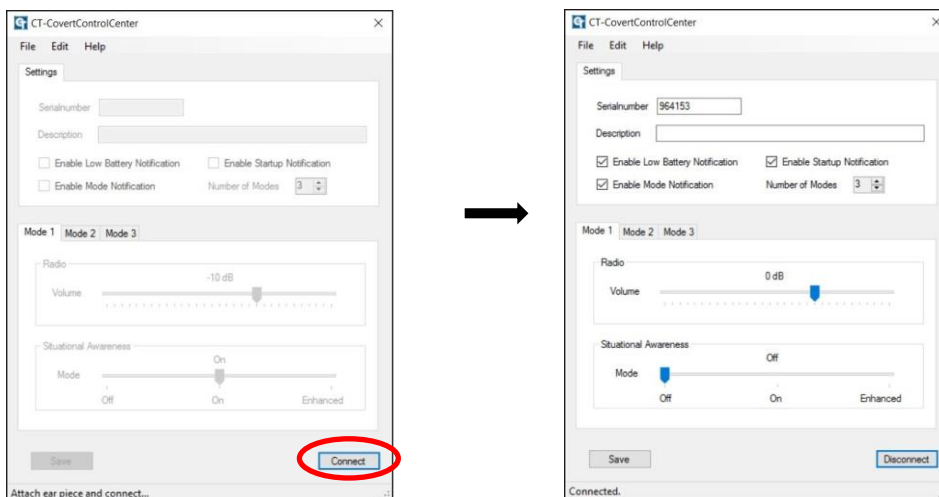 CT-CovertControlCenter
File Edit Help
Settings
Serialnumber
Description
Enable Low Battery Notification Enable Startup Notification
Enable Mode Notification Number of Modes 3
Mode 1 Mode 2 Mode 3
Radio
-10 dB
Volume
Situational Awareness
On
Mode
Off On Enhanced
Save Connect
Attach ear piece and connect...
CT-CovertControlCenter
File Edit Help
Settings
Serialnumber 964153
Description
Enable Low Battery Notification Enable Startup Notification
Enable Mode Notification Number of Modes 3
Mode 1 Mode 2 Mode 3
Radio
0 dB
Volume
Situational Awareness
Off
Mode
Off On Enhanced
Save Disconnect
Connected.